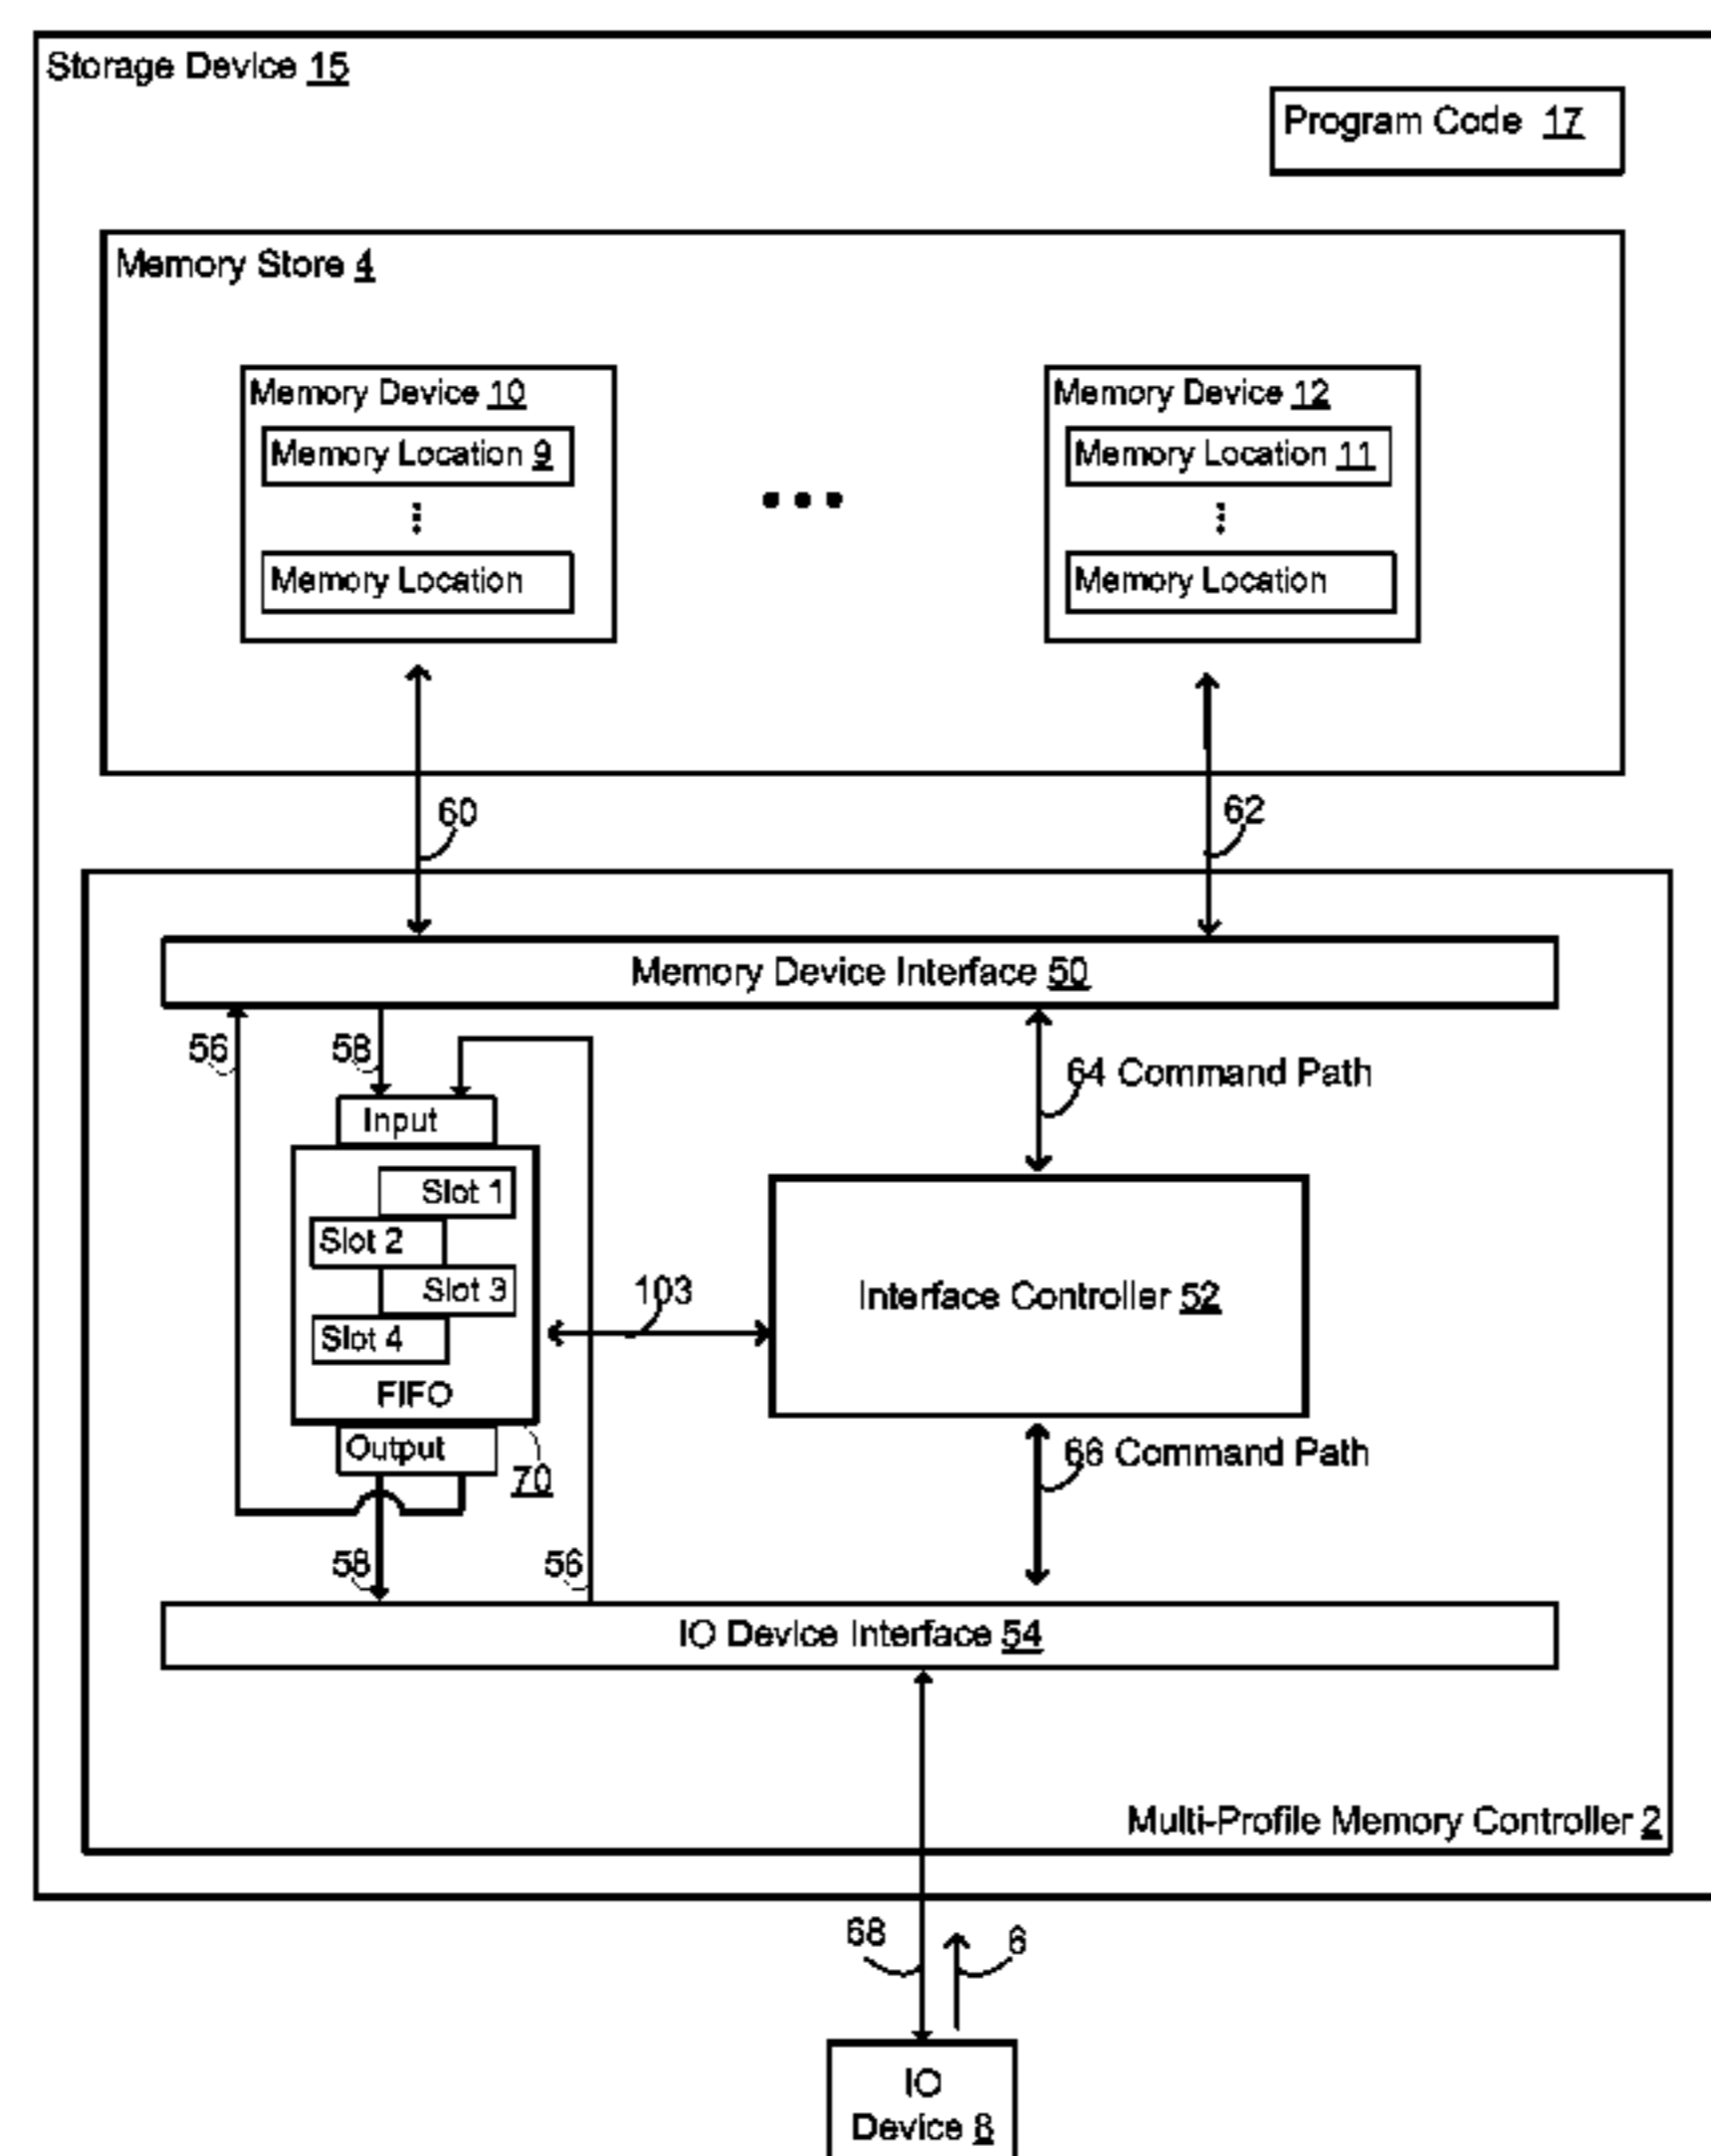 Storage Device 15
Program Code 17
Memory Store 4
Memory Device 10
Memory Location 9
Memory Location
Memory Device 12
Memory Location 11
Memory Location
60
62
Memory Device Interface 50
56
58
64 Command Path
Input
Slot 1
Slot 2
Slot 3
Slot 4
FIFO
103
Interface Controller 52
Output
70
66 Command Path
58
56
IO Device Interface 54
Multi-Profile Memory Controller 2
68
6
IO
Device 8